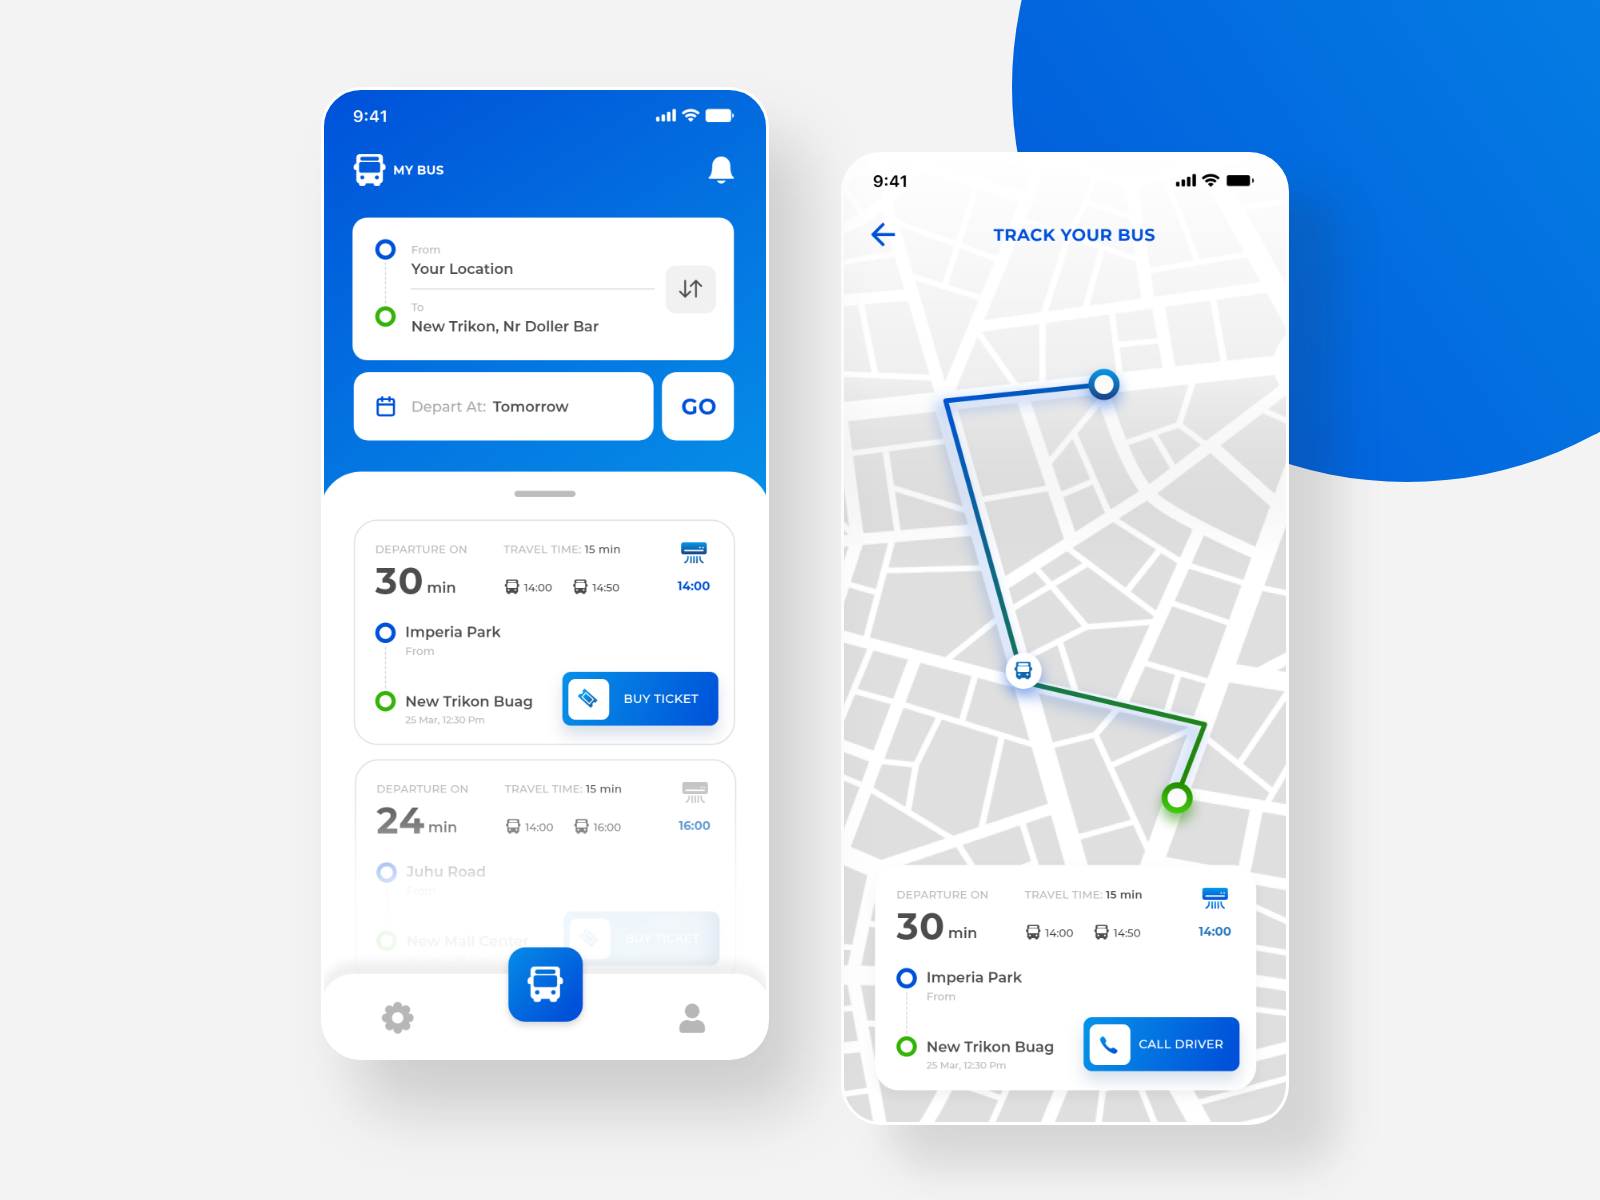 9:41
MY BUS
From
Your Location
To
New Trikon, Nr Doller Bar
Depart At: Tomorrow
GO
DEPARTURE ON
TRAVEL TIME: 15 min
30 min
14:00
14:50
14:00
Imperia Park
From
New Trikon Buag
25 Mar, 12:30 Pm
BUY TICKET
DEPARTURE ON
TRAVEL TIME: 15 min
24 min
14:00
16:00
16:00
Juhu Road
From
New Mall Center
BUY TICKET
9:41
TRACK YOUR BUS
DEPARTURE ON
TRAVEL TIME: 15 min
30 min
14:00
14:50
14:00
Imperia Park
From
New Trikon Buag
25 Mar, 12:30 Pm
CALL DRIVER